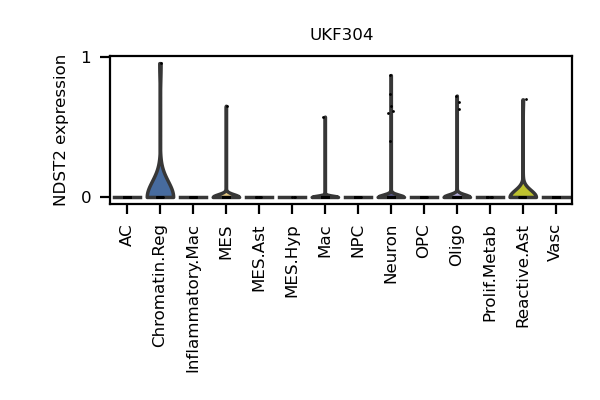 UKF304
NDST2 expression
1
0
AC
Chromatin.Reg
Inflammatory.Mac
MES
MES.Ast
MES.Hyp
Mac
NPC
Neuron
OPC
Oligo
Prolif.Metab
Reactive.Ast
Vasc